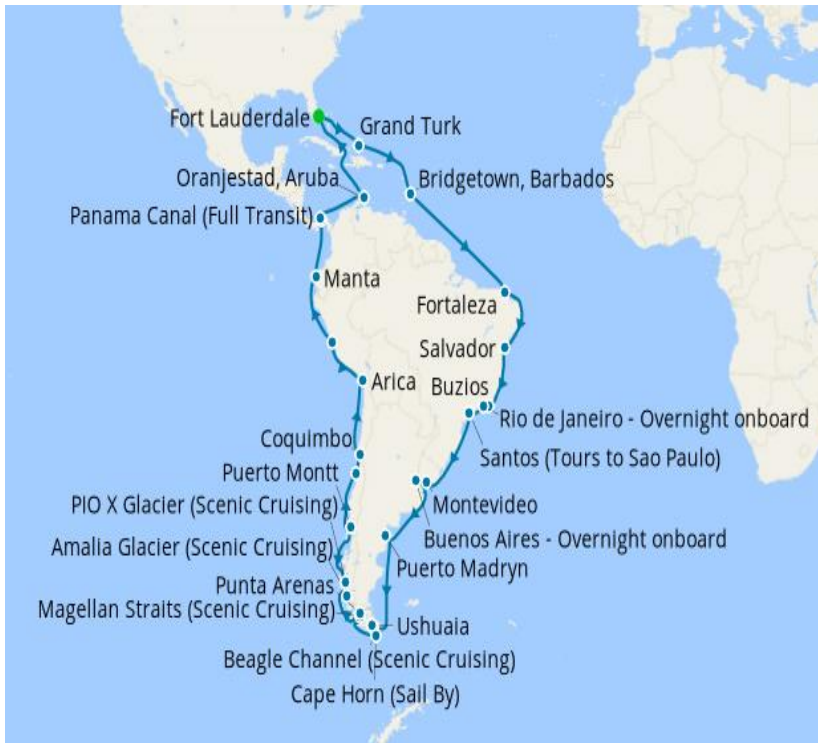 Fort Lauderdale
Grand Turk
Oranjestad, Aruba
Bridgetown, Barbados
Panama Canal (Full Transit)
Manta
Fortaleza
Salvador
Arica
Buzios
Rio de Janeiro - Overnight onboard
Coquimbo
Santos (Tours to Sao Paulo)
Puerto Montt
PIO X Glacier (Scenic Cruising)
Montevideo
Buenos Aires - Overnight onboard
Amalia Glacier (Scenic Cruising)
Puerto Madryn
Punta Arenas
Magellan Straits (Scenic Cruising)
Ushuaia
Beagle Channel (Scenic Cruising)
Cape Horn (Sail By)